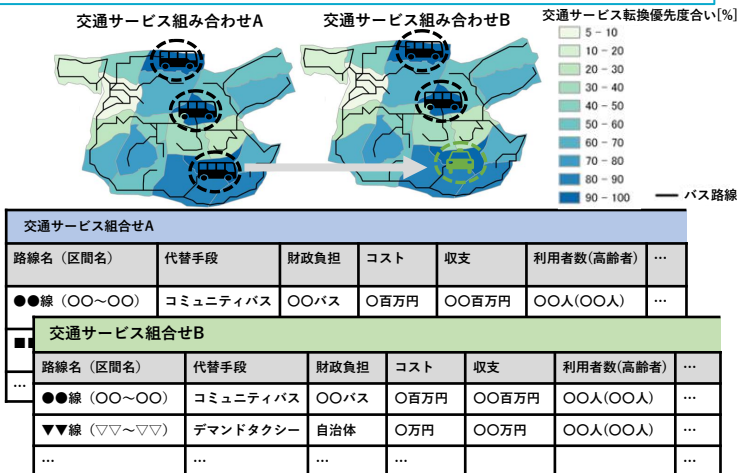 交通サービス組み合わせA
交通サービス組み合わせB
交通サービス転換優先度合い[%]
5 - 10
10 - 20
20 - 30
30 - 40
40 - 50
50 - 60
60 - 70
70 - 80
80 - 90
90 - 100
バス路線
交通サービス組合せA
路線名（区間名） 代替手段 財政負担 コスト 収支 利用者数(高齢者) …
●●線（〇〇～〇〇） コミュニティバス 〇〇バス 〇百万円 〇〇百万円 〇〇人(〇〇人) …
…
交通サービス組合せB
路線名（区間名） 代替手段 財政負担 コスト 収支 利用者数(高齢者) …
●●線（〇〇～〇〇） コミュニティバス 〇〇バス 〇百万円 〇〇百万円 〇〇人(〇〇人) …
▼▼線（▽▽～▽▽） デマンドタクシー 自治体 〇万円 〇〇万円 〇〇人(〇〇人) …
… … … … …